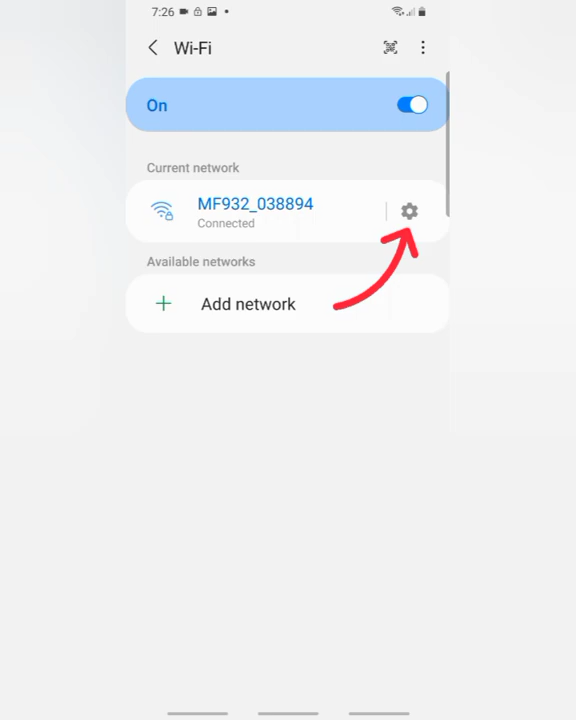 7:26
Wi-Fi
On
Current network
MF932_038894
Connected
Available networks
Add network